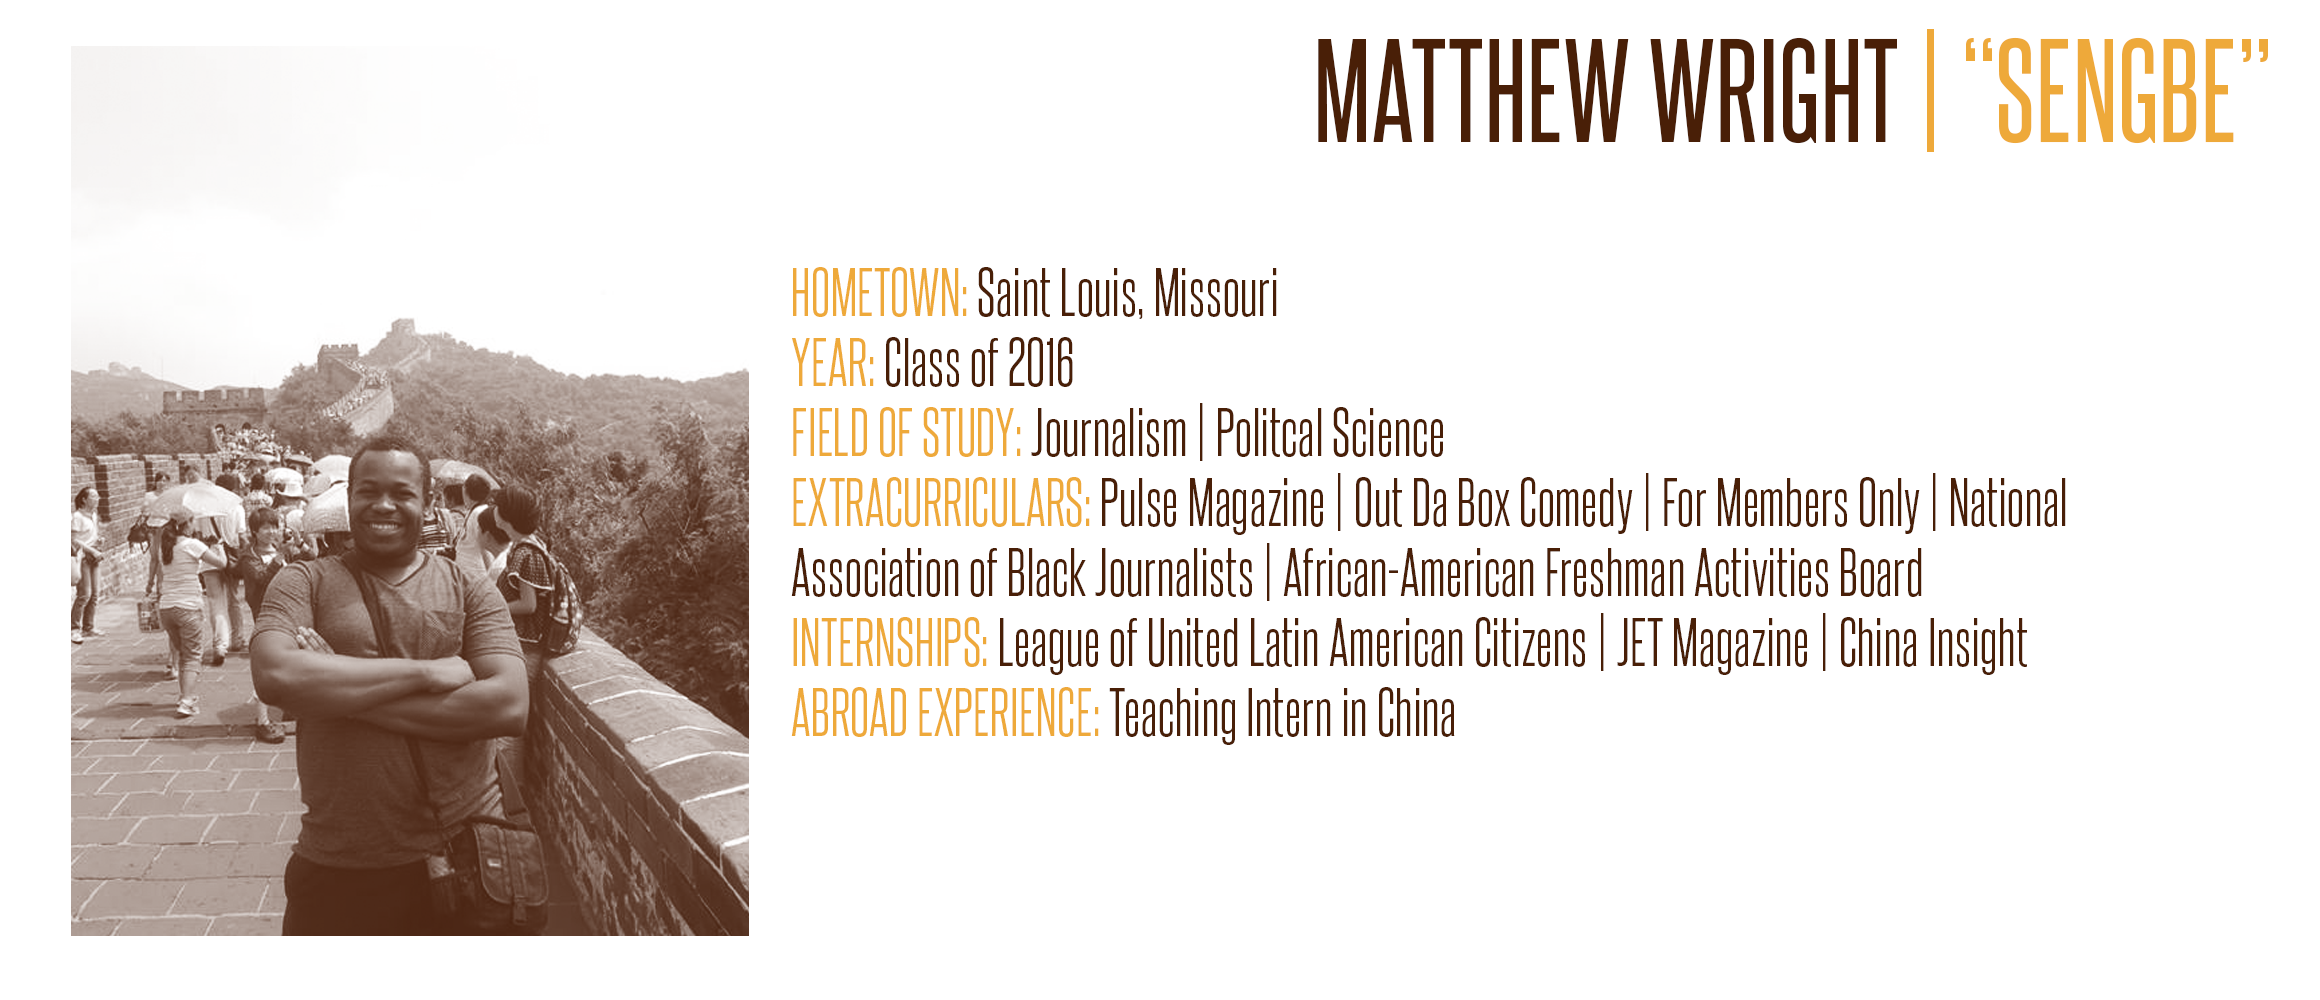 MATTHEW WRIGHT | “SENGBE”
HOMETOWN: Saint Louis, Missouri
YEAR: Class of 2016
FIELD OF STUDY: Journalism | Politcal Science
EXTRACURRICULARS: Pulse Magazine | Out Da Box Comedy | For Members Only | National
Association of Black Journalists | African-American Freshman Activities Board
INTERNSHIPS: League of United Latin American Citizens | JET Magazine | China Insight
ABROAD EXPERIENCE: Teaching Intern in China